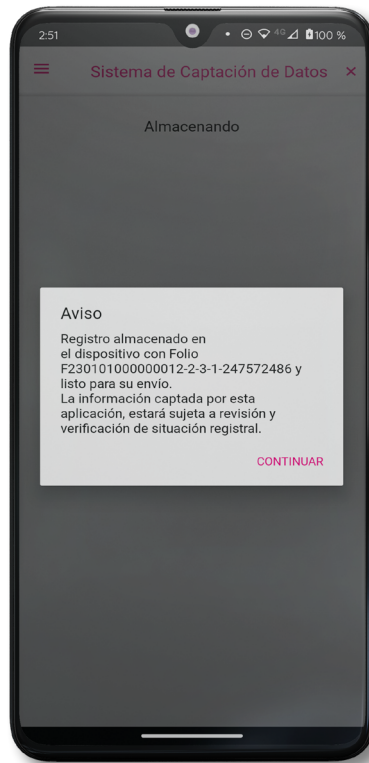 2:51
4G
100 %
Sistema de Captación de Datos
Almacenando
Aviso
Registro almacenado en
el dispositivo con Folio
F230101000000012-2-3-1-247572486 y
listo para su envío.
La información captada por esta
aplicación, estará sujeta a revisión y
verificación de situación registral.
CONTINUAR